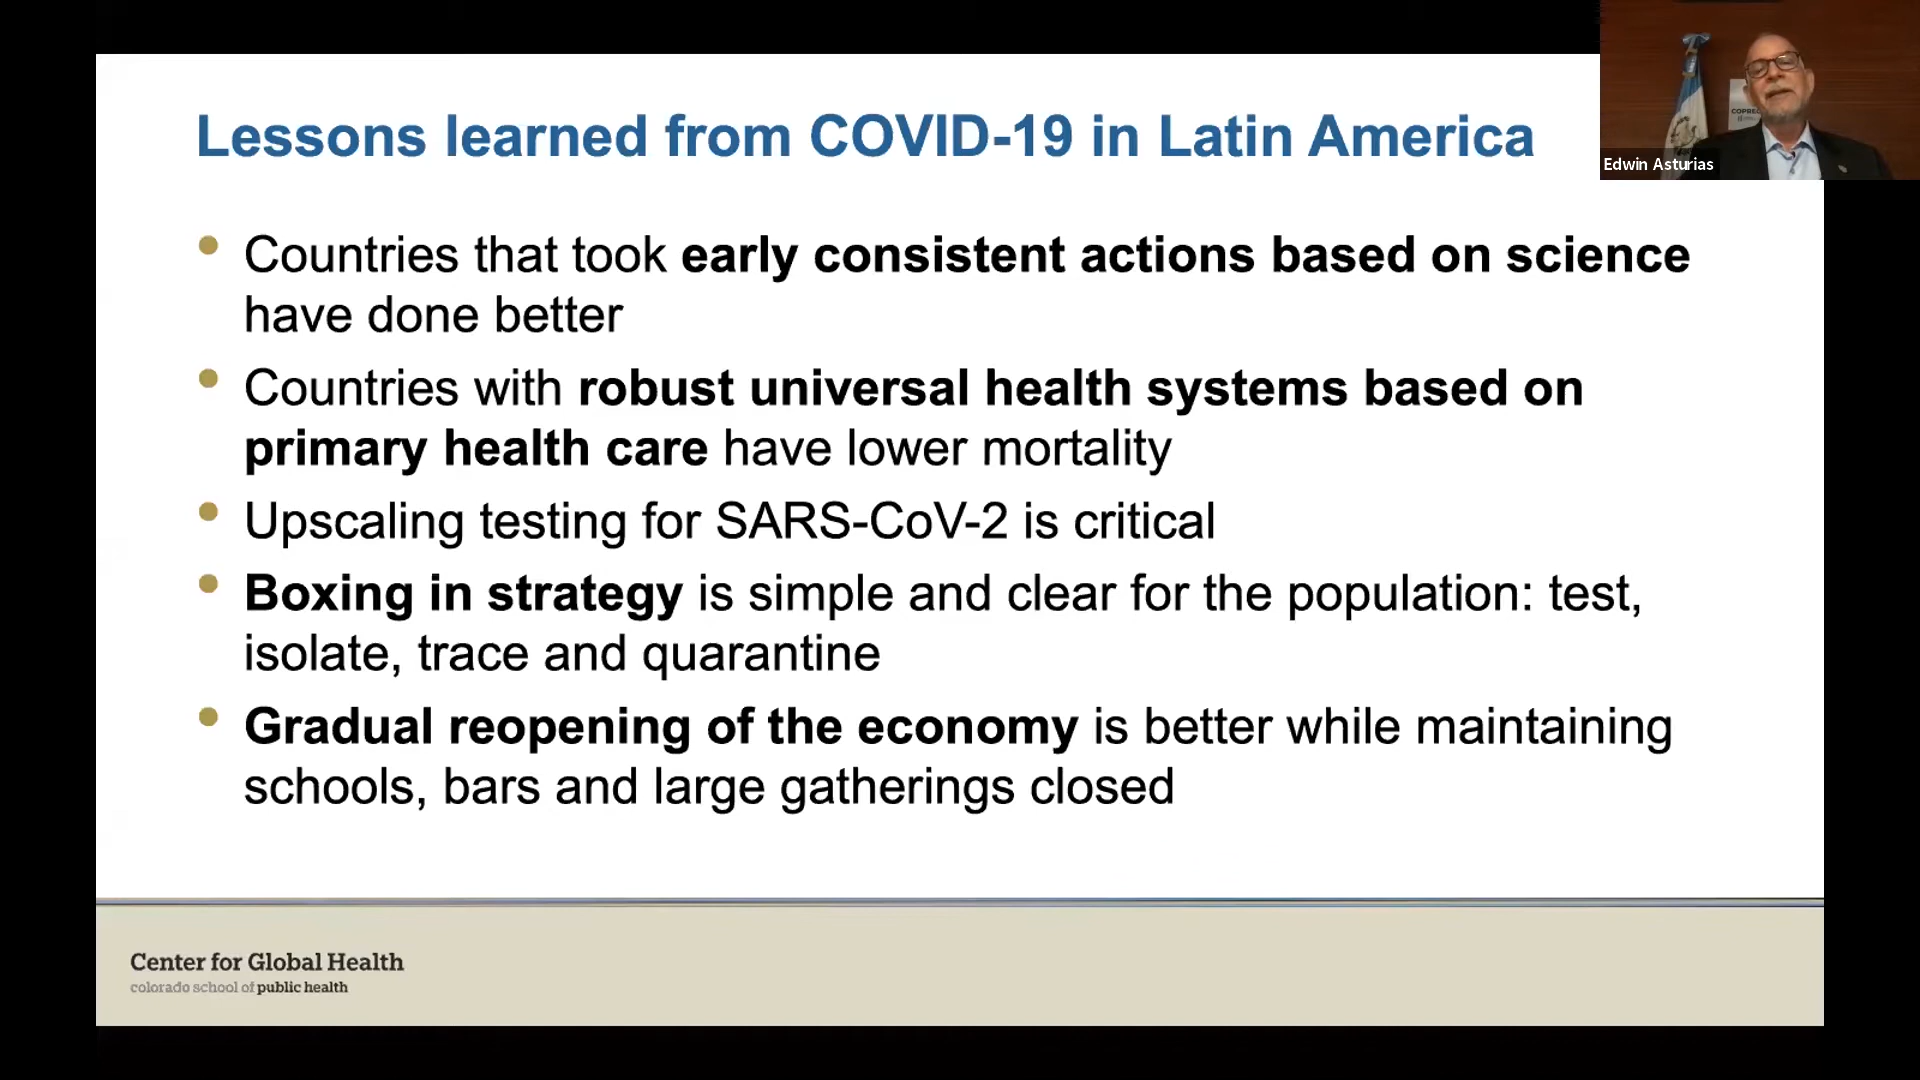 Lessons learned from COVID-19 in Latin America
Edwin Asturias
Countries that took early consistent actions based on science
have done better
Countries with robust universal health systems based on
primary health care have lower mortality
Upscaling testing for SARS-CoV-2 is critical
Boxing in strategy is simple and clear for the population: test,
isolate, trace and quarantine
Gradual reopening of the economy is better while maintaining
schools, bars and large gatherings closed
Center for Global Health
colorado school of public health